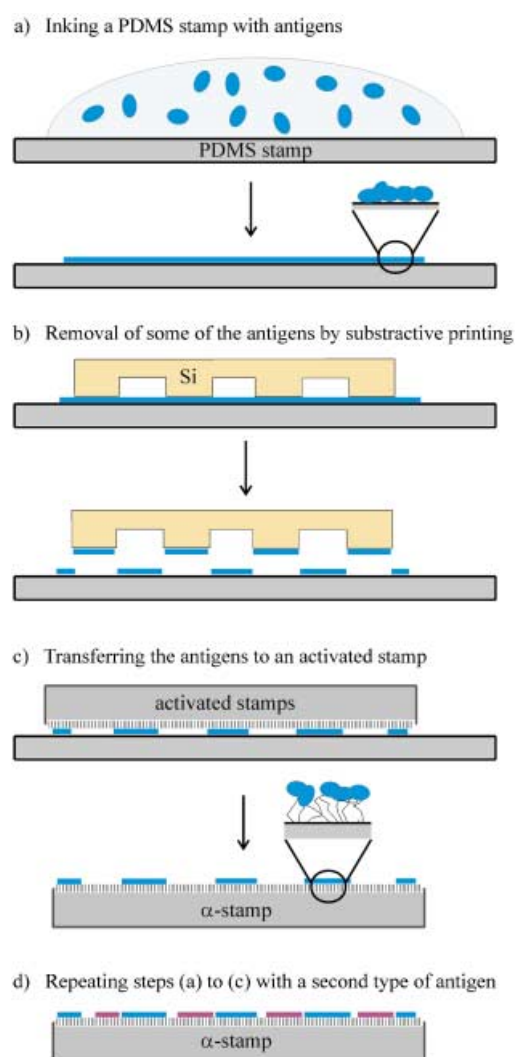 a) Inking a PDMS stamp with antigens
PDMS stamp
b) Removal of some of the antigens by substractive printing
Si
c) Transferring the antigens to an activated stamp
activated stamps
α-stamp
d) Repeating steps (a) to (c) with a second type of antigen
α-stamp